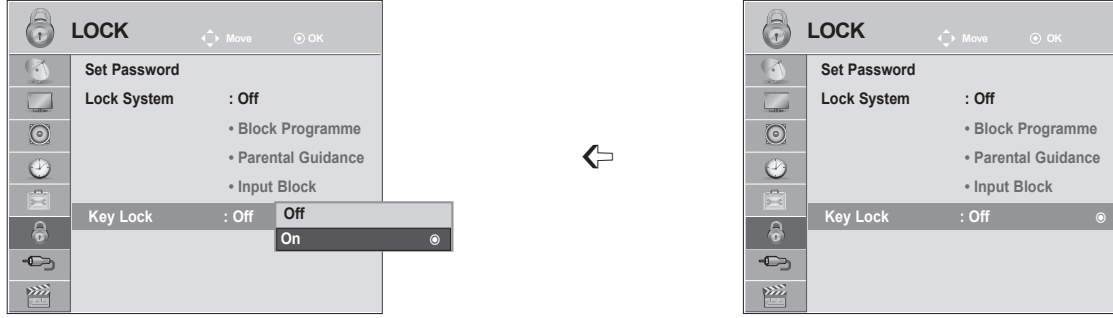 LOCK
Move OK
Set Password
Lock System : Off
• Block Programme
• Parental Guidance
• Input Block
Key Lock : Off
Off
On
LOCK
Move OK
Set Password
Lock System : Off
• Block Programme
• Parental Guidance
• Input Block
Key Lock : Off